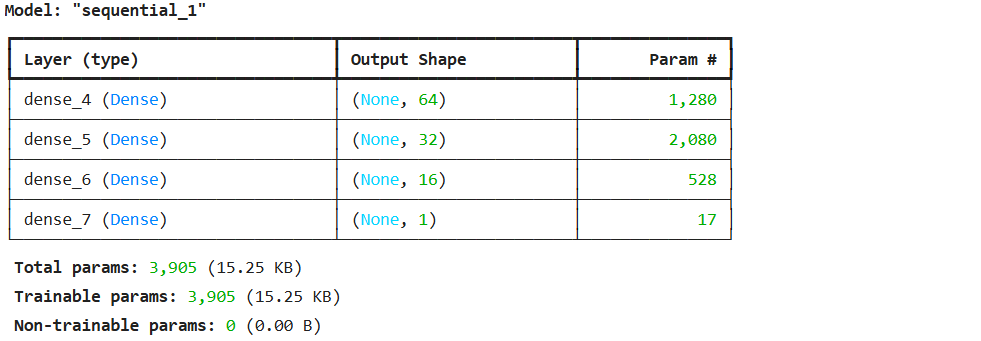 Model: "sequential_1"
Layer (type) Output Shape Param #
dense_4 (Dense) (None, 64) 1,280
dense_5 (Dense) (None, 32) 2,080
dense_6 (Dense) (None, 16) 528
dense_7 (Dense) (None, 1) 17
Total params: 3,905 (15.25 KB)
Trainable params: 3,905 (15.25 KB)
Non-trainable params: 0 (0.00 B)